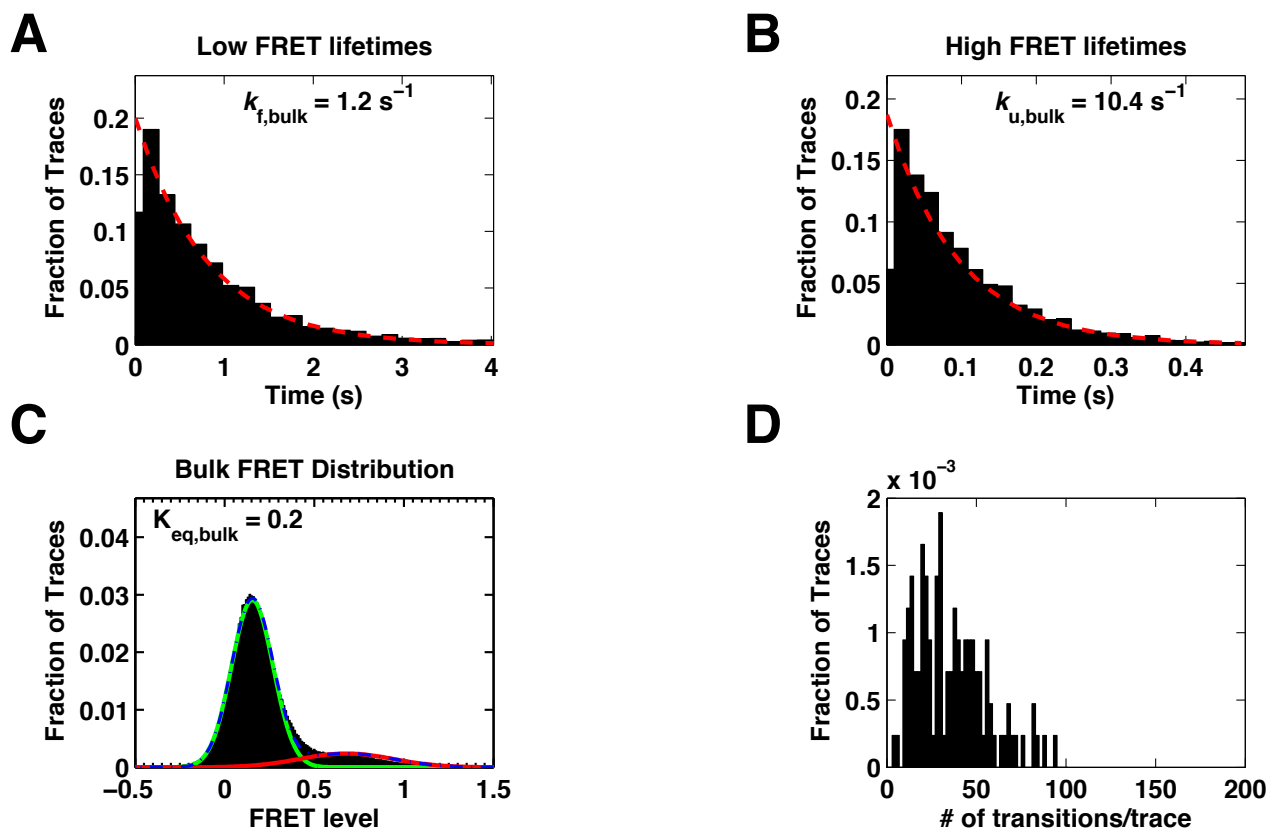 A
Low FRET lifetimes
k_f,bulk = 1.2 s⁻¹
Fraction of Traces
0.2
0.15
0.1
0.05
0
0 1 2 3 4
Time (s)
B
High FRET lifetimes
k_u,bulk = 10.4 s⁻¹
Fraction of Traces
0.2
0.15
0.1
0.05
0
0 0.1 0.2 0.3 0.4
Time (s)
C
Bulk FRET Distribution
K_eq,bulk = 0.2
Fraction of Traces
0.04
0.03
0.02
0.01
0
−0.5 0 0.5 1 1.5
FRET level
D
x 10⁻³
Fraction of Traces
2
1.5
1
0.5
0
0 50 100 150 200
# of transitions/trace